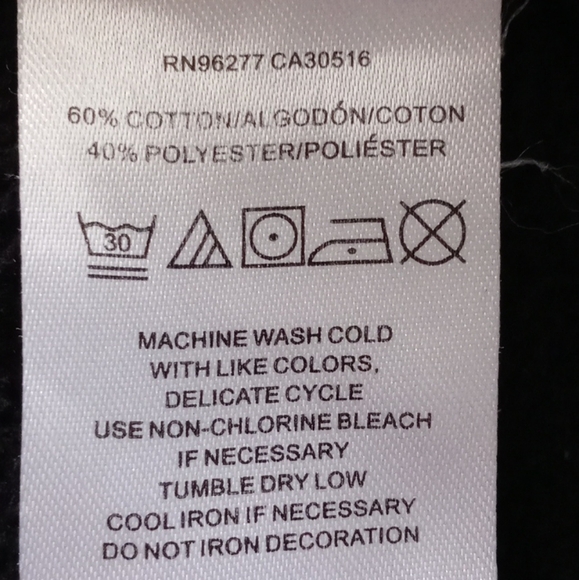 RN96277 CA30516
60% COTTON/ALGODÓN/COTON
40% POLYESTER/POLIÉSTER
30
MACHINE WASH COLD
WITH LIKE COLORS,
DELICATE CYCLE
USE NON-CHLORINE BLEACH
IF NECESSARY
TUMBLE DRY LOW
COOL IRON IF NECESSARY
DO NOT IRON DECORATION